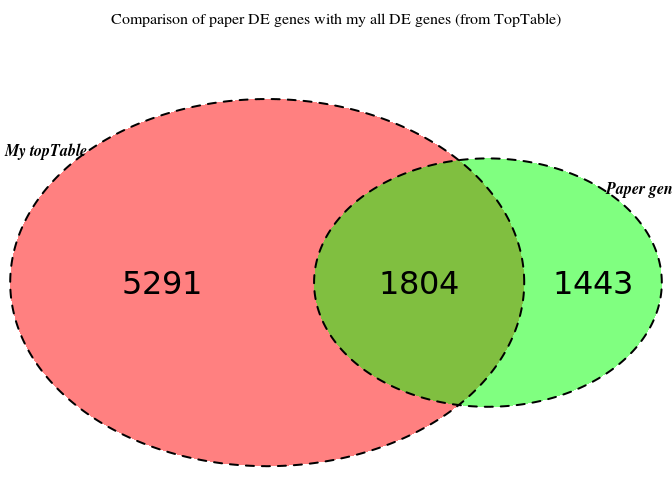 Comparison of paper DE genes with my all DE genes (from TopTable)
My topTable
Paper gen
5291
1804
1443